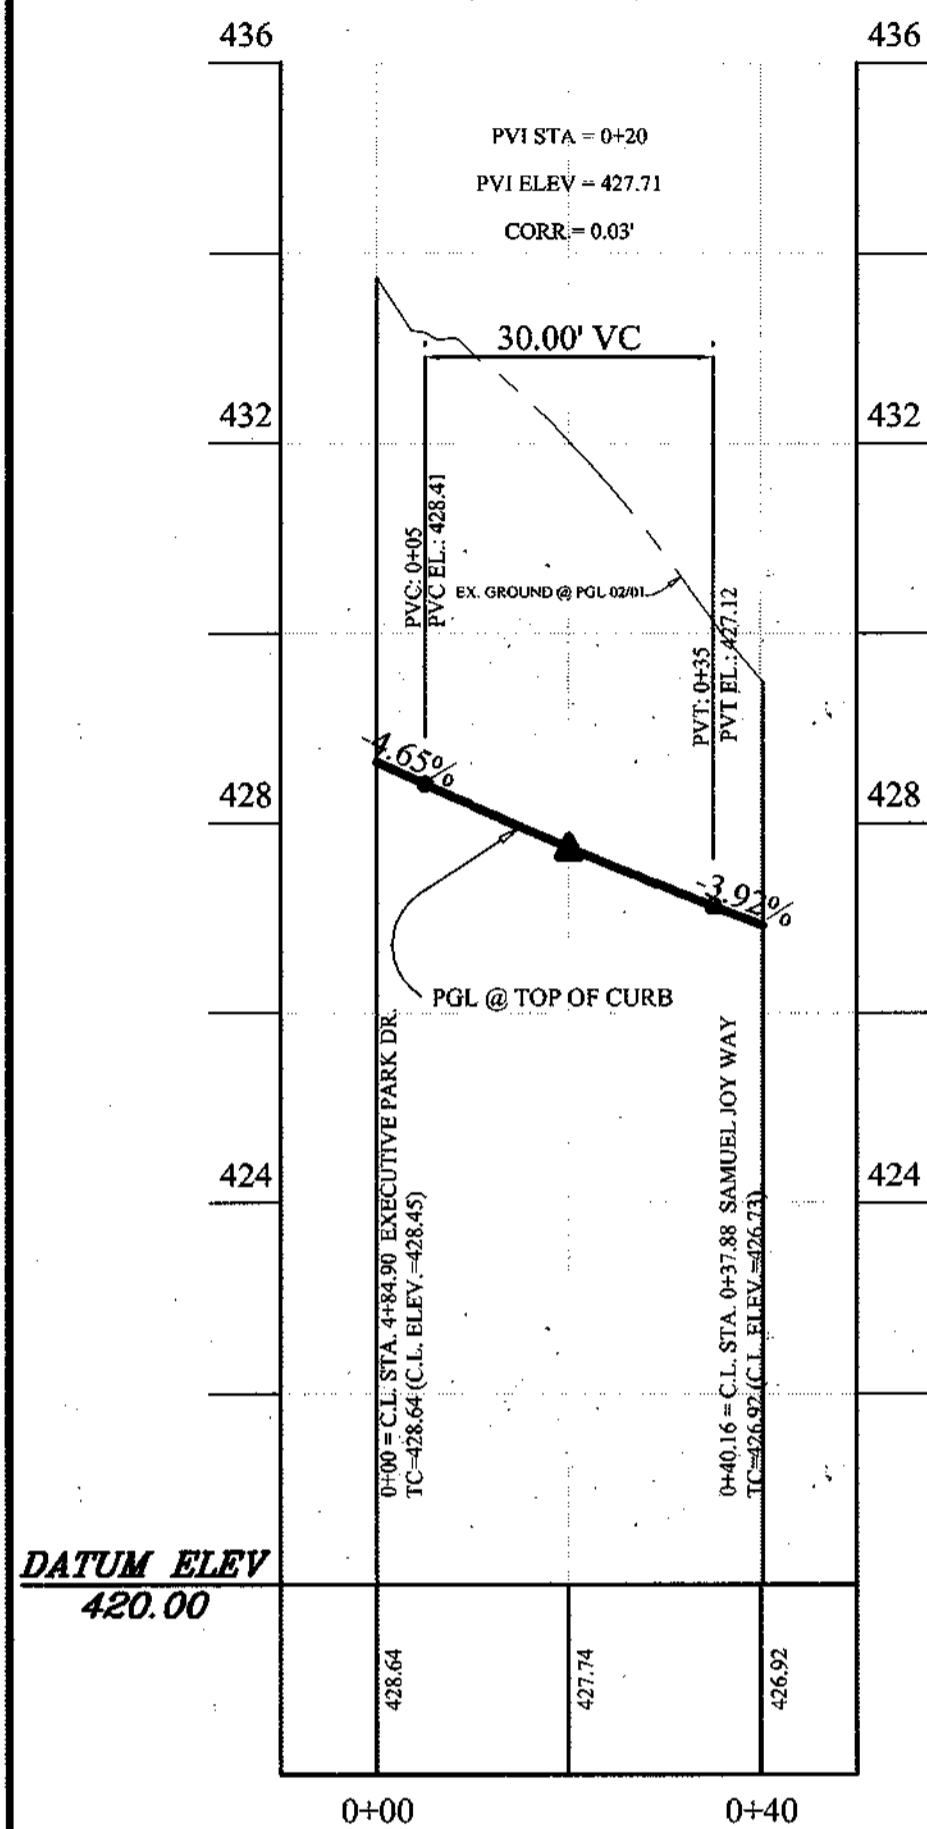 436 436
PVI STA = 0+20
PVI ELEV = 427.71
CORR. = 0.03'
30.00' VC
432 432
PVC: 0+05
PVC EL.: 428.41
EX. GROUND @ PGL 02/01
PVT: 0+35
PVT EL.: 427.12
-4.65%
428 428
-3.92%
PGL @ TOP OF CURB
0+00 = C.L. STA. 4+84.90 EXECUTIVE PARK DR.
TC=428.64 (C.L. ELEV.=428.45)
0+40.16 = C.L. STA. 0+37.88 SAMUEL JOY WAY
TC=426.92 (C.L. ELEV.=426.73)
424 424
DATUM ELEV
420.00
428.64
427.74
426.92
0+00 0+40